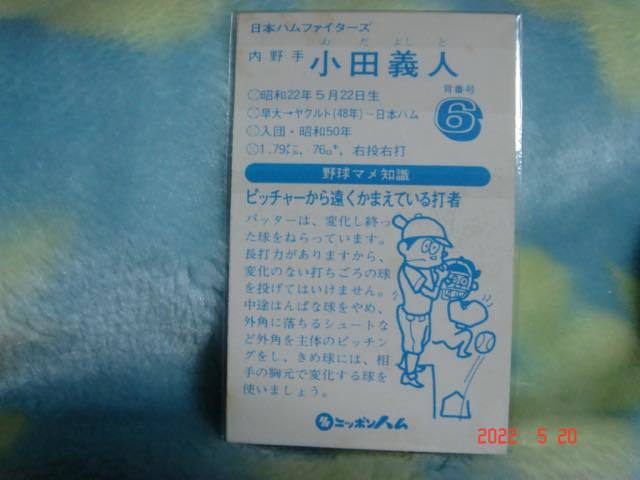 日本ハムファイターズ
おだ よしと
内野手 小田義人
背番号
6
○昭和22年5月22日生
○早大→ヤクルト(48年)〜日本ハム
○入団・昭和50年
○1.79メートル, 76キロ, 右投右打
野球マメ知識
ピッチャーから遠くかまえている打者
バッターは、変化し終っ
た球をねらっています。
長打力がありますから、
変化のない打ちごろの球
を投げてはいけません。
中途はんぱな球をやめ、
外角に落ちるシュートな
ど外角を主体のピッチン
グをし、きめ球には、相
手の胸元で変化する球を
使いましょう。
ニッポンハム
2022. 5 20